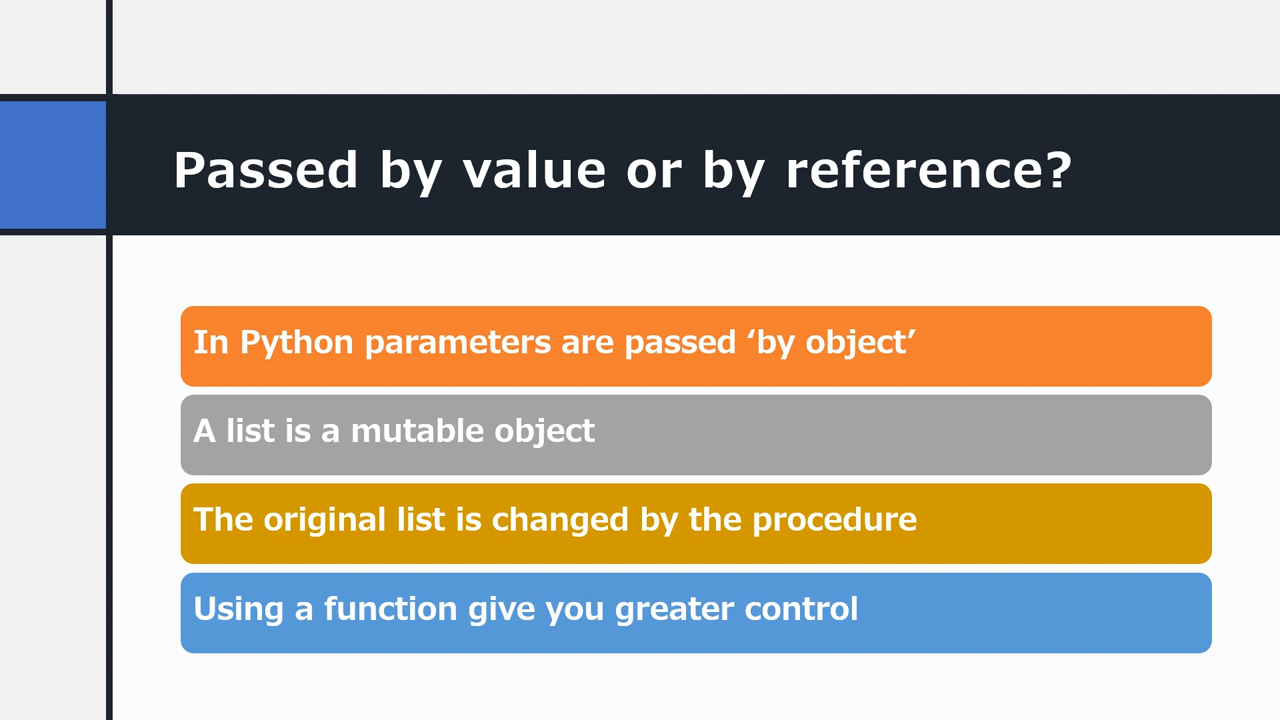 Passed by value or by reference?
In Python parameters are passed ‘by object’
A list is a mutable object
The original list is changed by the procedure
Using a function give you greater control